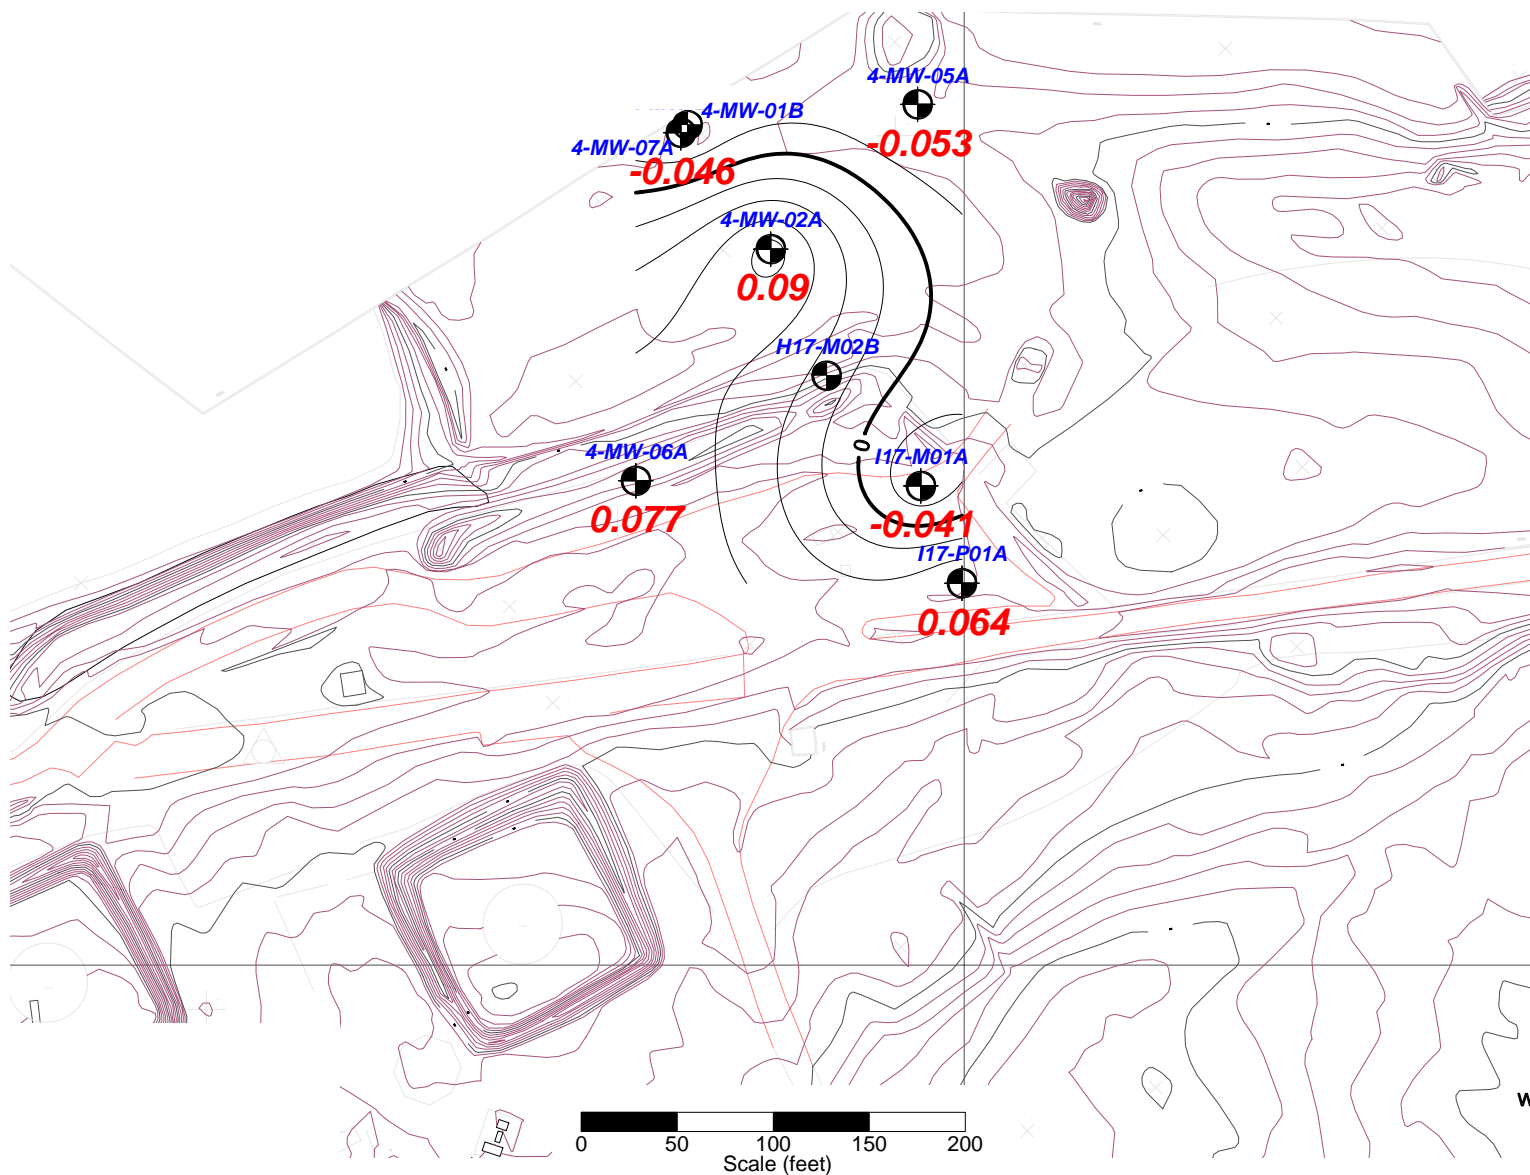 4-MW-05A
-0.053
4-MW-01B
4-MW-07A
-0.046
4-MW-02A
0.09
H17-M02B
0
4-MW-06A
0.077
I17-M01A
-0.041
I17-P01A
0.064
W
0 50 100 150 200
Scale (feet)